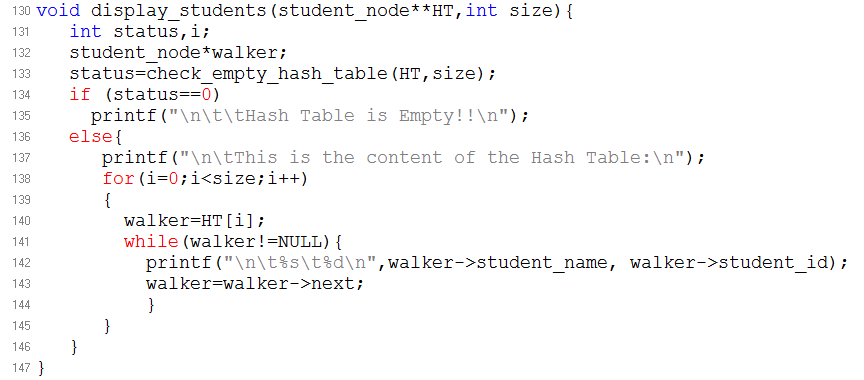 130 void display_students(student_node**HT,int size){
131 int status,i;
132 student_node*walker;
133 status=check_empty_hash_table(HT,size);
134 if (status==0)
135 printf("\n\t\tHash Table is Empty!!\n");
136 else{
137 printf("\n\tThis is the content of the Hash Table:\n");
138 for(i=0;i<size;i++)
139 {
140 walker=HT[i];
141 while(walker!=NULL){
142 printf("\n\t%s\t%d\n",walker->student_name, walker->student_id);
143 walker=walker->next;
144 }
145 }
146 }
147 }